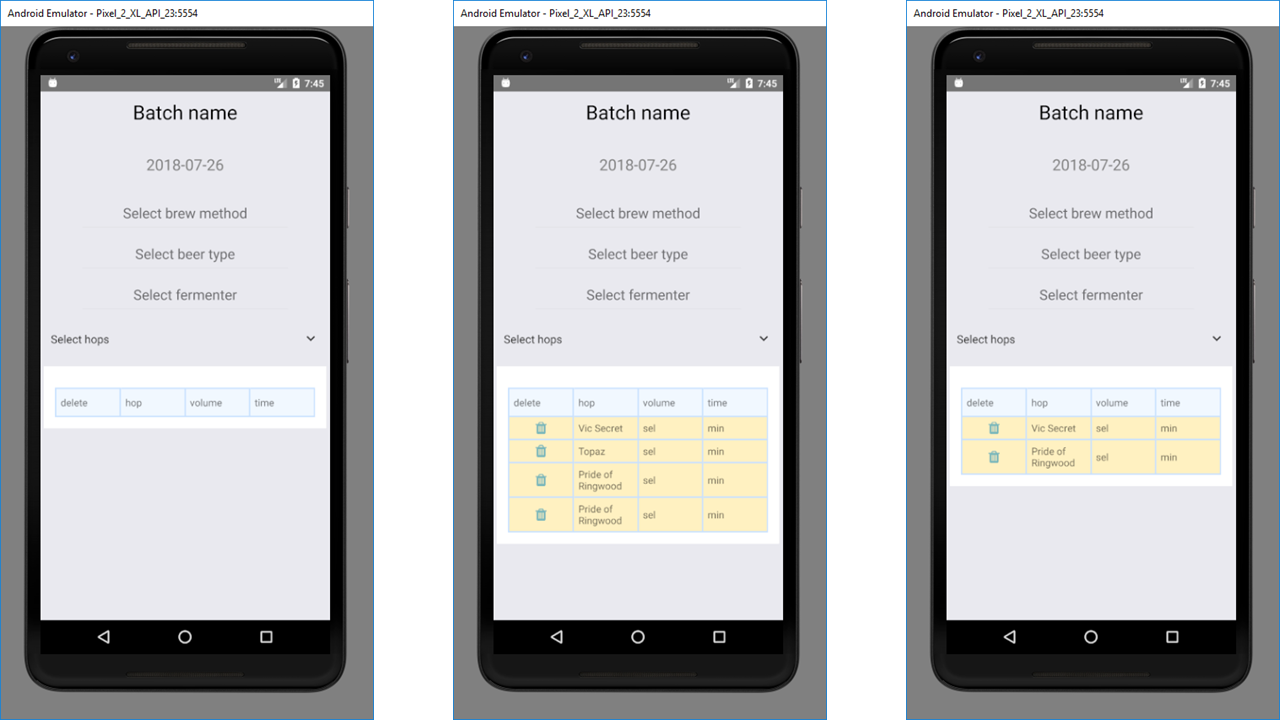 Android Emulator - Pixel_2_XL_API_23:5554
LTE 7:45
Batch name
2018-07-26
Select brew method
Select beer type
Select fermenter
Select hops
delete hop volume time
Android Emulator - Pixel_2_XL_API_23:5554
LTE 7:45
Batch name
2018-07-26
Select brew method
Select beer type
Select fermenter
Select hops
delete hop volume time
Vic Secret sel min
Topaz sel min
Pride of
Ringwood sel min
Pride of
Ringwood sel min
Android Emulator - Pixel_2_XL_API_23:5554
LTE 7:45
Batch name
2018-07-26
Select brew method
Select beer type
Select fermenter
Select hops
delete hop volume time
Vic Secret sel min
Pride of
Ringwood sel min